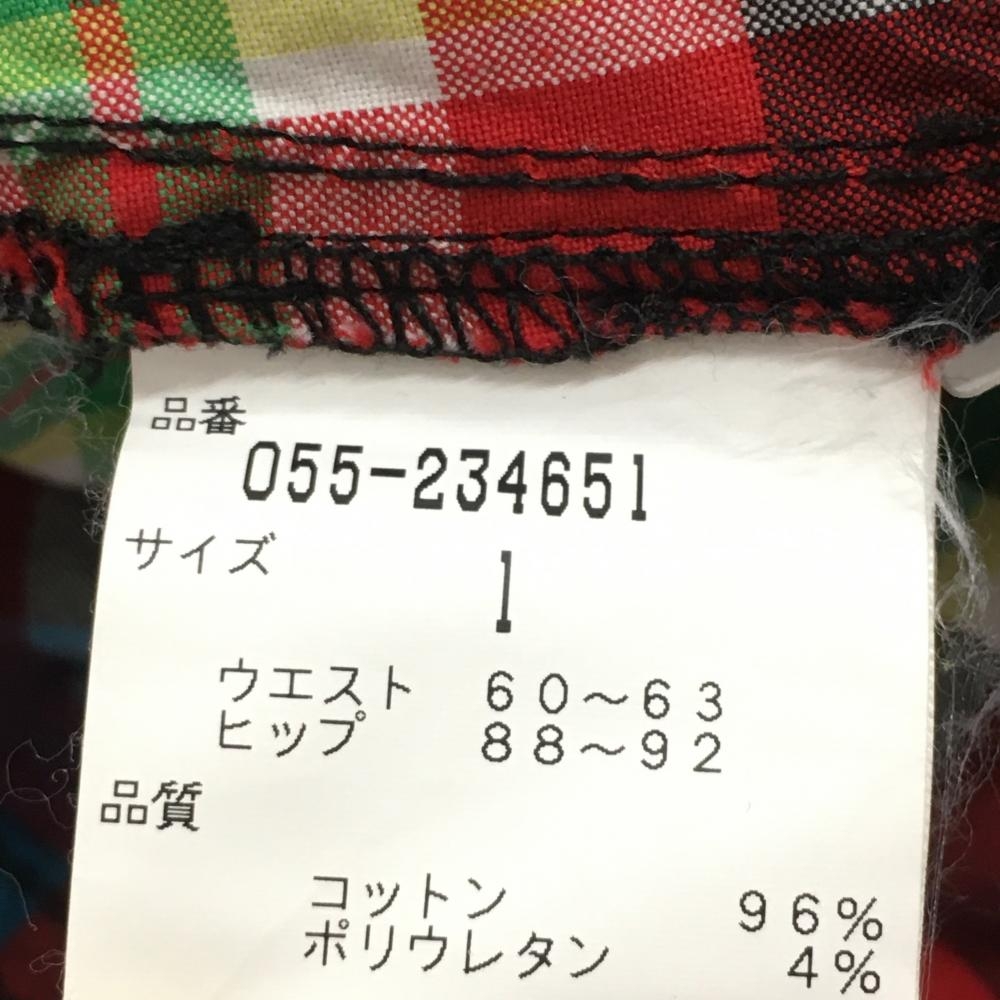 品番
055-234651
サイズ
1
ウエスト 60〜63
ヒップ 88〜92
品質
コットン 96%
ポリウレタン 4%